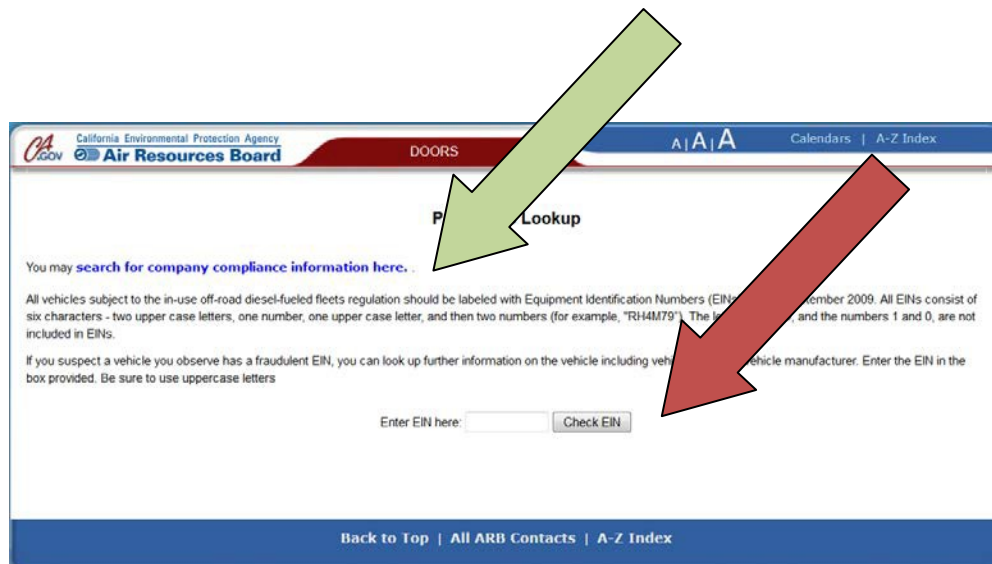 CA.GOV California Environmental Protection Agency
Air Resources Board
DOORS
A | A | A
Calendars | A-Z Index
Lookup
You may search for company compliance information here. .
All vehicles subject to the in-use off-road diesel-fueled fleets regulation should be labeled with Equipment Identification Numbers (EINs 2009. All EINs consist of
six characters - two upper case letters, one number, one upper case letter, and then two numbers (for example, "RH4M79"). The and the numbers 1 and 0, are not
included in EINs.
If you suspect a vehicle you observe has a fraudulent EIN, you can look up further information on the vehicle including manufacturer. Enter the EIN in the
box provided. Be sure to use uppercase letters
Enter EIN here: Check EIN
Back to Top | All ARB Contacts | A-Z Index